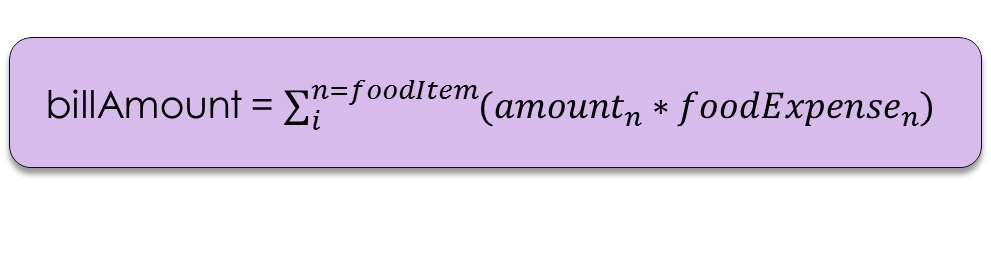 billAmount = ∑_i^{n=foodItem}(amount_n * foodExpense_n)